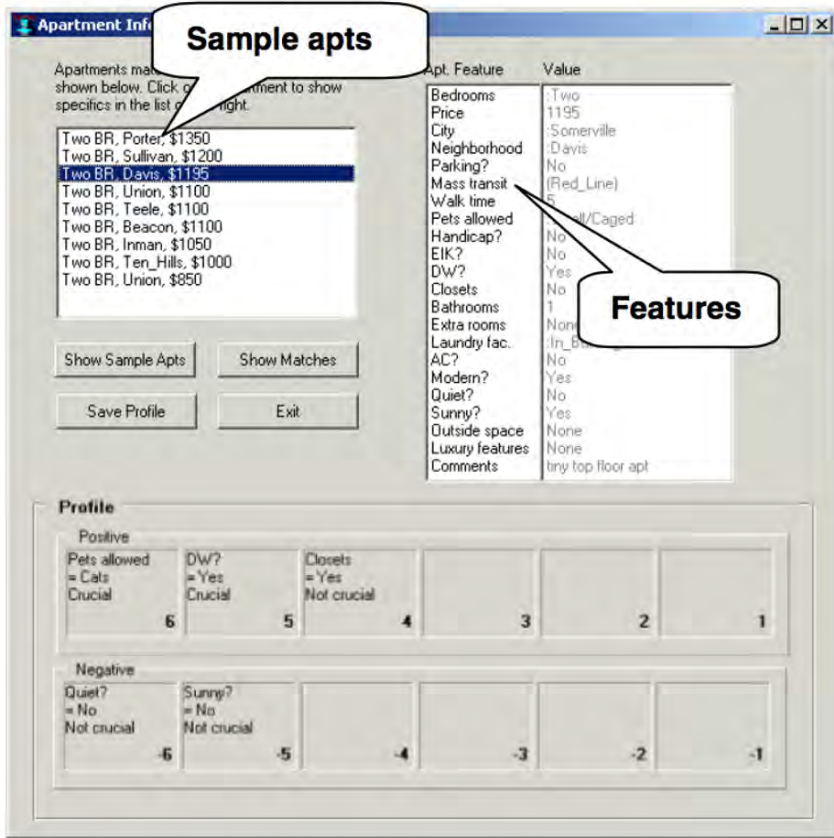 Apartment Inf
Sample apts
Apartments mat
shown below. Click on
specifics in the list
Two BR, Porter, $1350
Two BR, Sullivan, $1200
Two BR, Davis, $1195
Two BR, Union, $1100
Two BR, Teele, $1100
Two BR, Beacon, $1100
Two BR, Inman, $1050
Two BR, Ten_Hills, $1000
Two BR, Union, $850
Show Sample Apts Show Matches
Save Profile Exit
Apt. Feature Value
Bedrooms :Two
Price 1195
City :Somerville
Neighborhood :Davis
Parking? No
Mass transit (Red_Line)
Walk time 5
Pets allowed /Caged
Handicap? No
EIK? No
DW? Yes
Closets No
Bathrooms 1
Extra rooms
Laundry fac.
AC? No
Modern? Yes
Quiet? No
Sunny? Yes
Outside space None
Luxury features None
Comments tiny top floor apt
Features
Profile
Positive
Pets allowed DW? Closets
= Cats = Yes = Yes
Crucial Crucial Not crucial
6 5 4 3 2 1
Negative
Quiet? Sunny?
= No = No
Not crucial Not crucial
-6 -5 -4 -3 -2 -1